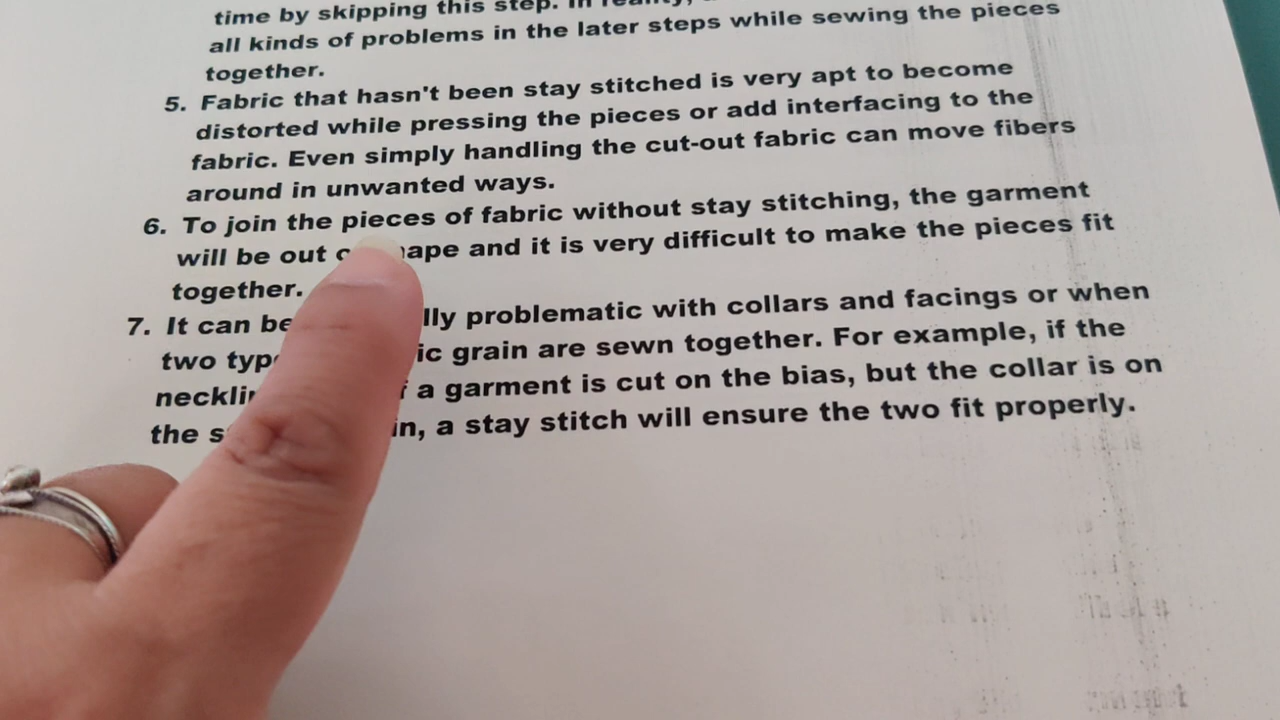 time by skipping this step. In reality,
all kinds of problems in the later steps while sewing the pieces
together.
5. Fabric that hasn't been stay stitched is very apt to become
distorted while pressing the pieces or add interfacing to the
fabric. Even simply handling the cut-out fabric can move fibers
around in unwanted ways.
6. To join the pieces of fabric without stay stitching, the garment
will be out and it is very difficult to make the pieces fit
together.
7. It can be problematic with collars and facings or when
two grain are sewn together. For example, if the
a garment is cut on the bias, but the collar is on
the a stay stitch will ensure the two fit properly.